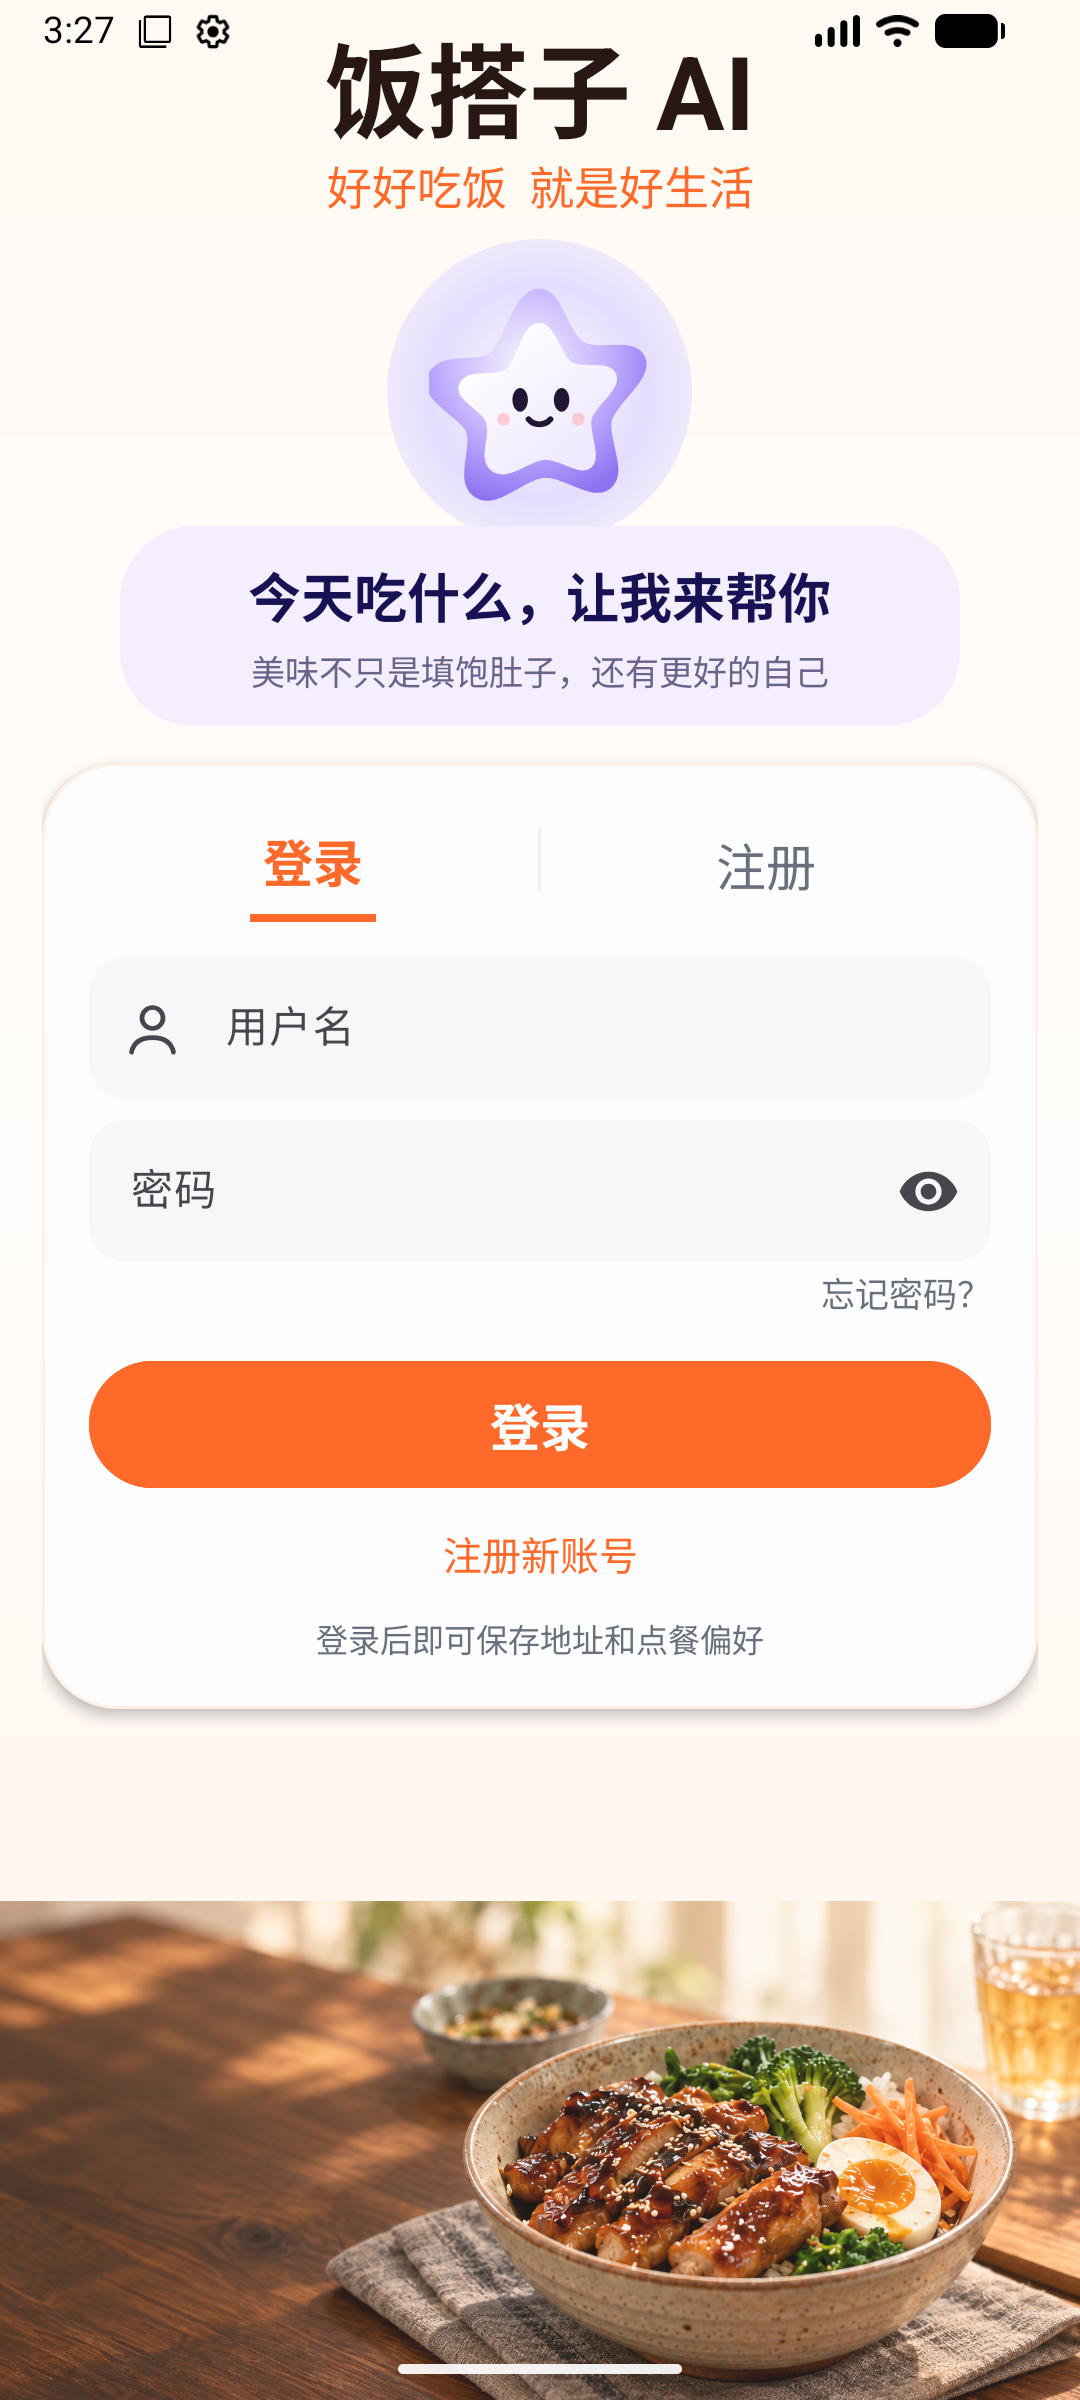 3:27
饭搭子 AI
好好吃饭 就是好生活
今天吃什么，让我来帮你
美味不只是填饱肚子，还有更好的自己
登录
注册
用户名
密码
忘记密码?
登录
注册新账号
登录后即可保存地址和点餐偏好